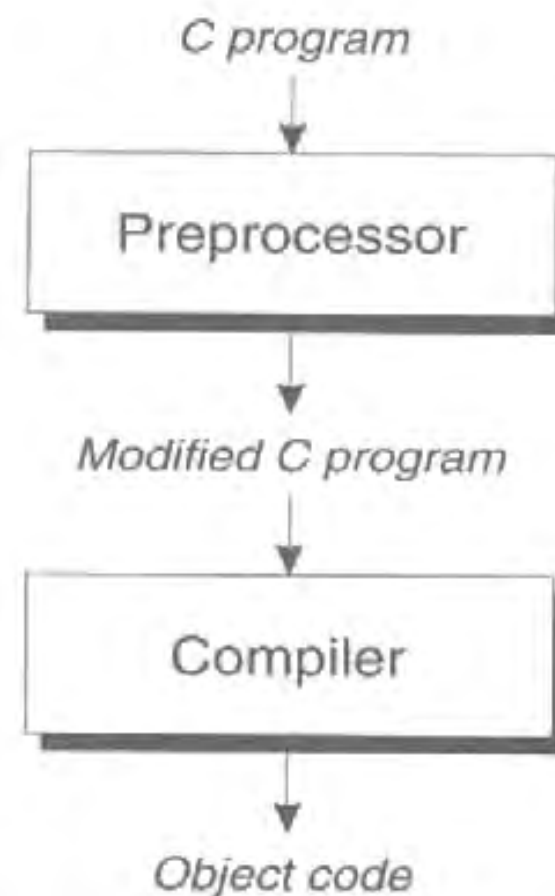 C program
Preprocessor
Modified C program
Compiler
Object code